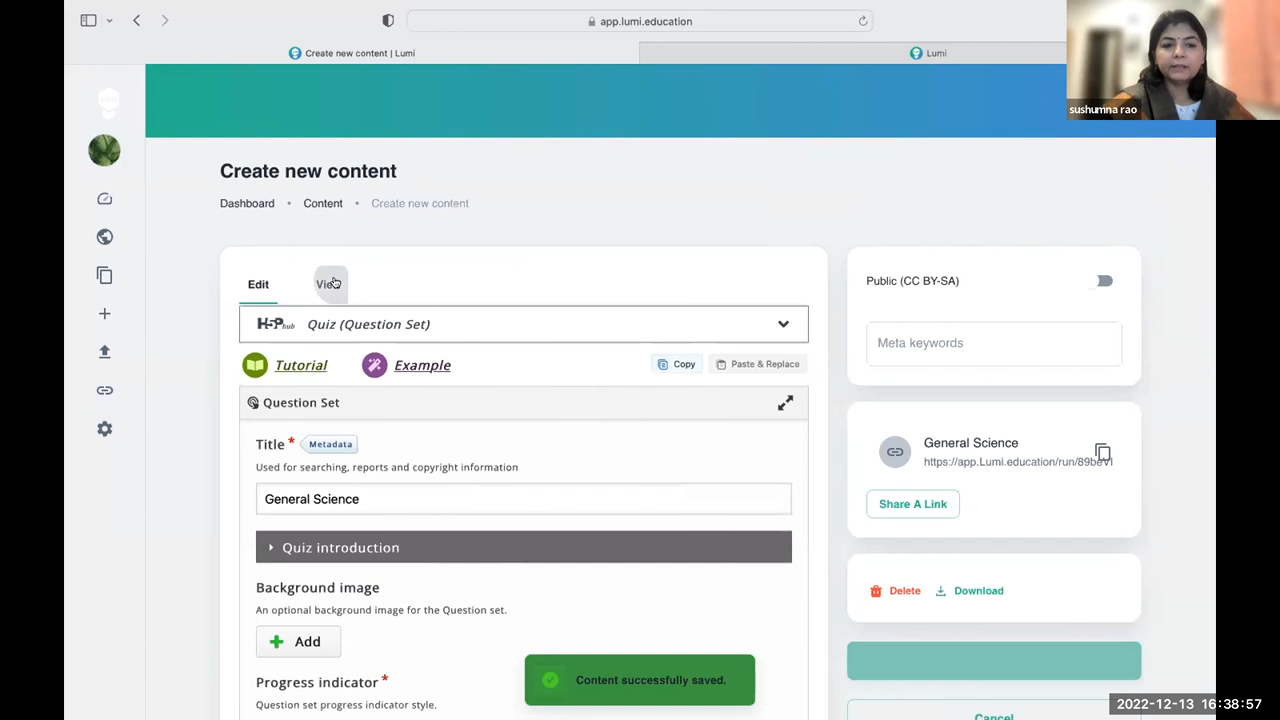 app.lumi.education
Create new content | Lumi
Lumi
sushumna rao
Create new content
Dashboard • Content • Create new content
Edit
View
H5P hub Quiz (Question Set)
Tutorial
Example
Copy
Paste & Replace
Question Set
Title * Metadata
Used for searching, reports and copyright information
General Science
Quiz introduction
Background image
An optional background image for the Question set.
Add
Progress indicator *
Question set progress indicator style.
Content successfully saved.
Public (CC BY-SA)
Meta keywords
General Science
https://app.Lumi.education/run/89beVI
Share A Link
Delete
Download
Cancel
2022-12-13 16:38:57